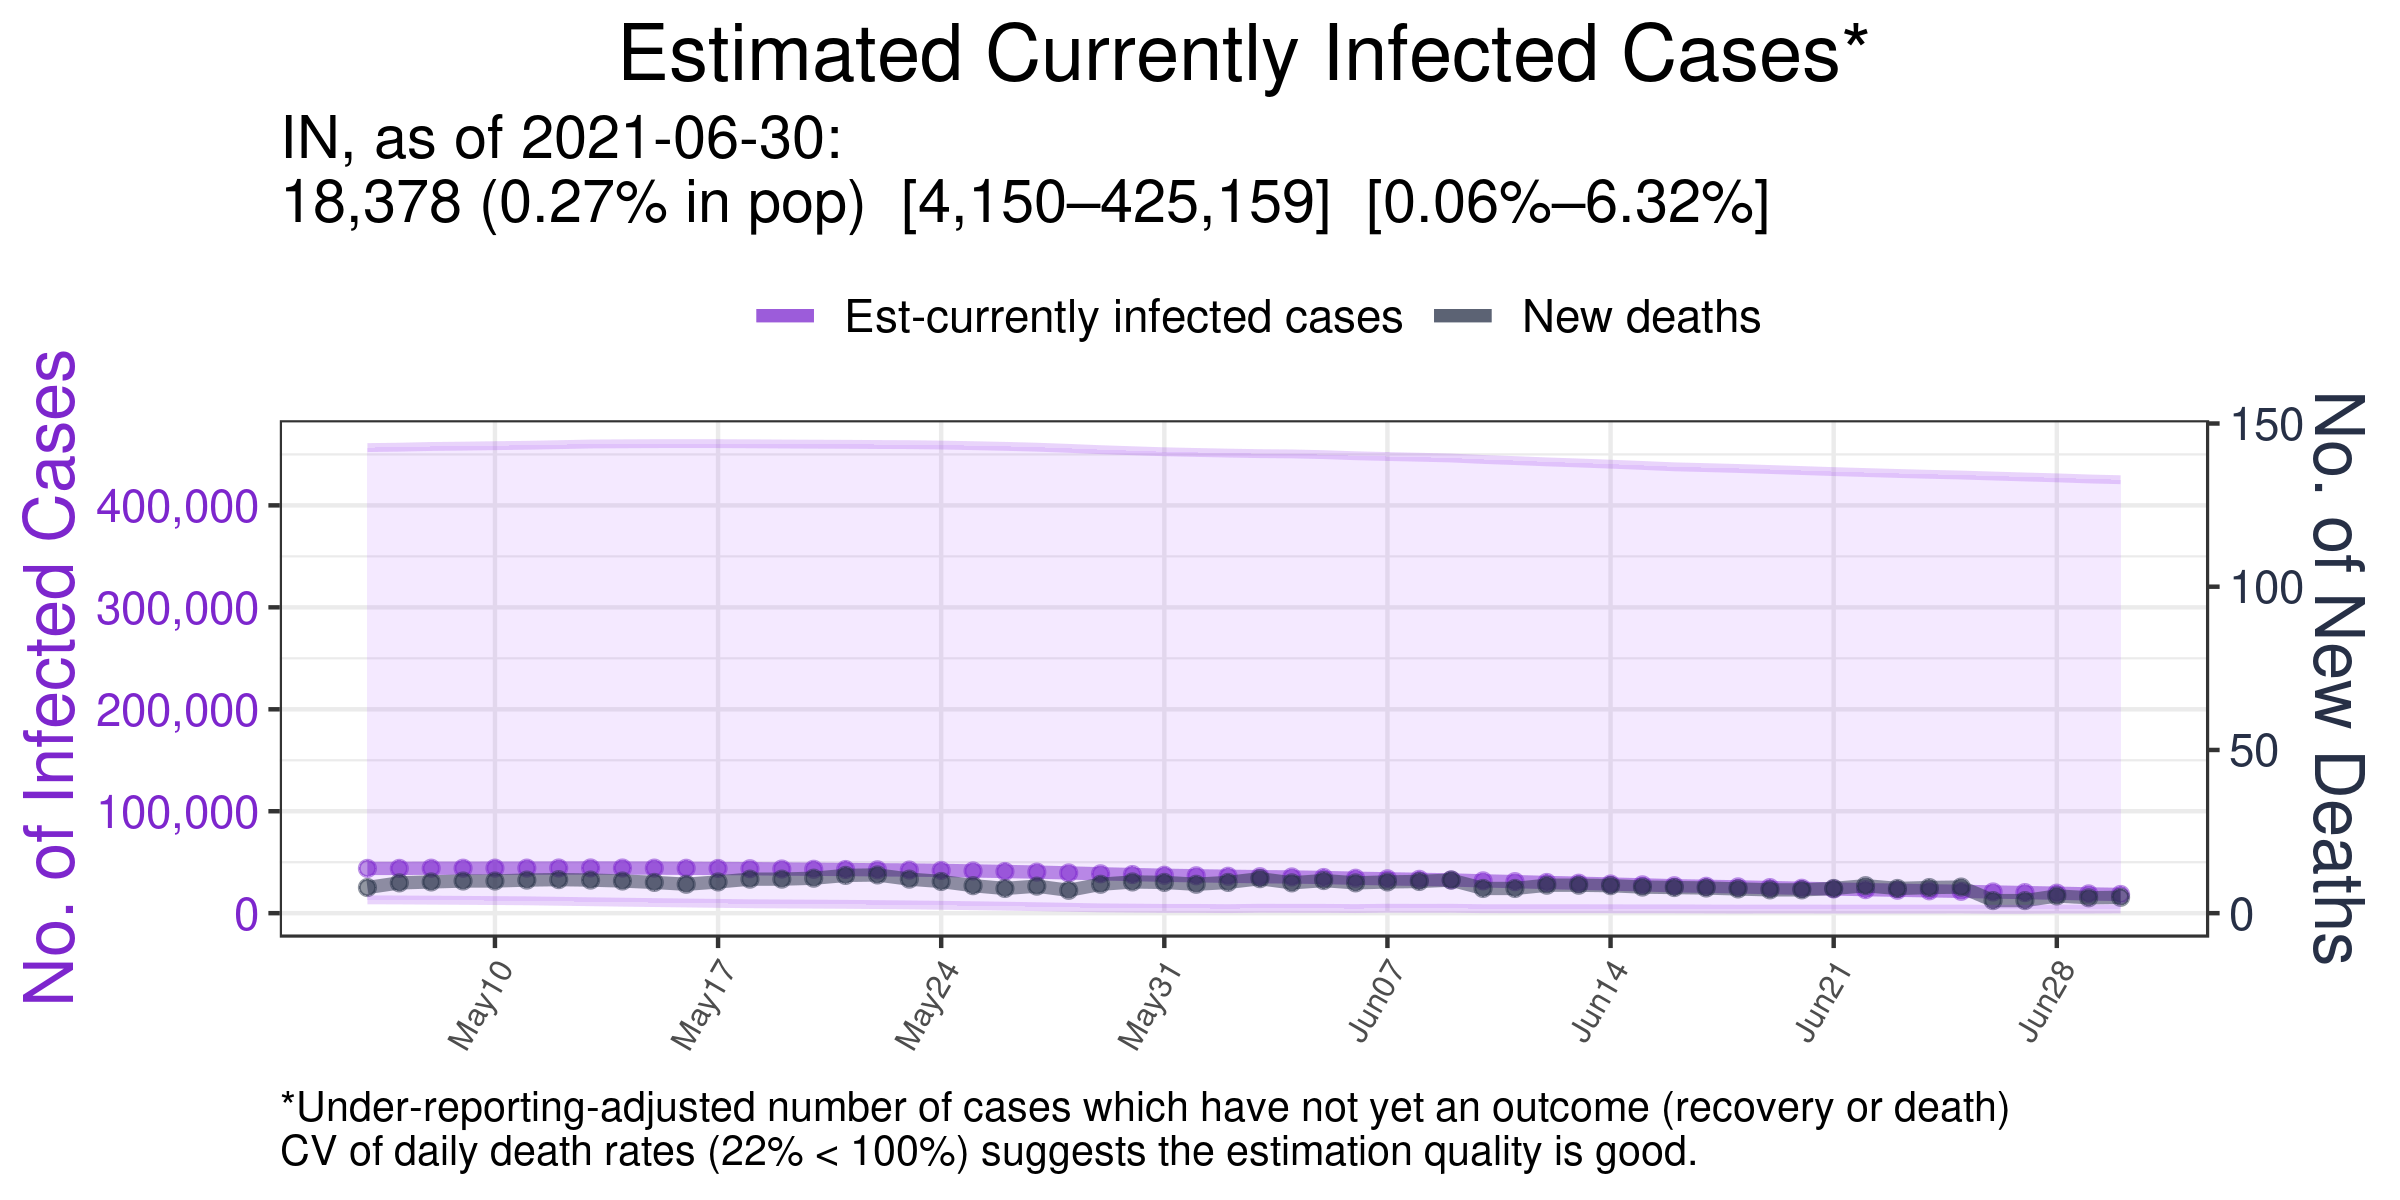 Estimated Currently Infected Cases*
IN, as of 2021-06-30:
18,378 (0.27% in pop)  [4,150–425,159]  [0.06%–6.32%]
Est-currently infected cases
New deaths
No. of Infected Cases
400,000
300,000
200,000
100,000
0
150
100
50
0
No. of New Deaths
May10
May17
May24
May31
Jun07
Jun14
Jun21
Jun28
*Under-reporting-adjusted number of cases which have not yet an outcome (recovery or death)
CV of daily death rates (22% < 100%) suggests the estimation quality is good.